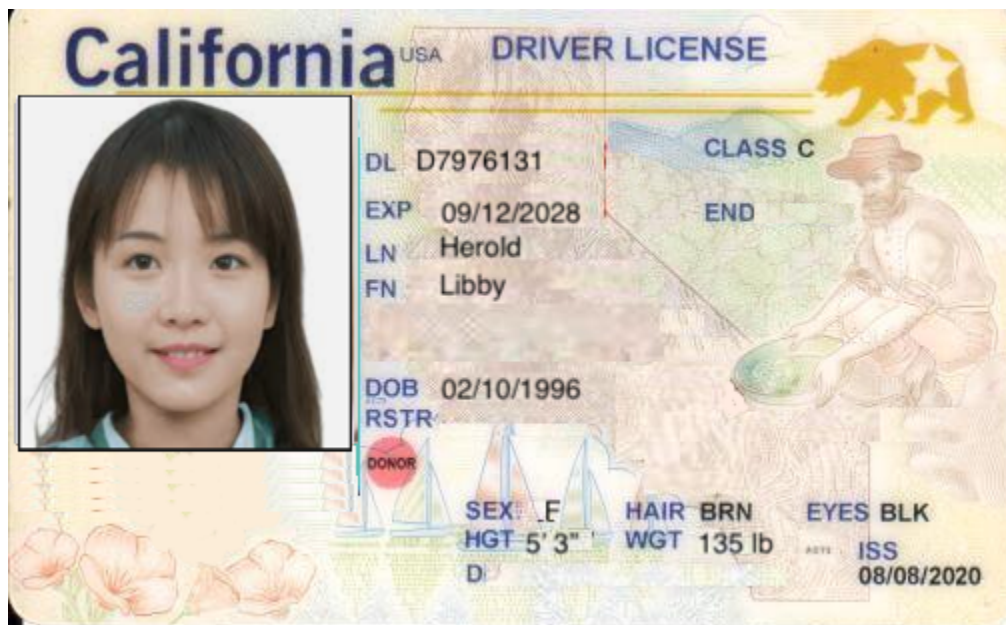 California USA DRIVER LICENSE
DL D7976131 CLASS C
EXP 09/12/2028 END
LN Herold
FN Libby
DOB 02/10/1996
RSTR
DONOR
SEX F HAIR BRN EYES BLK
HGT 5' 3" WGT 135 lb ISS
08/08/2020